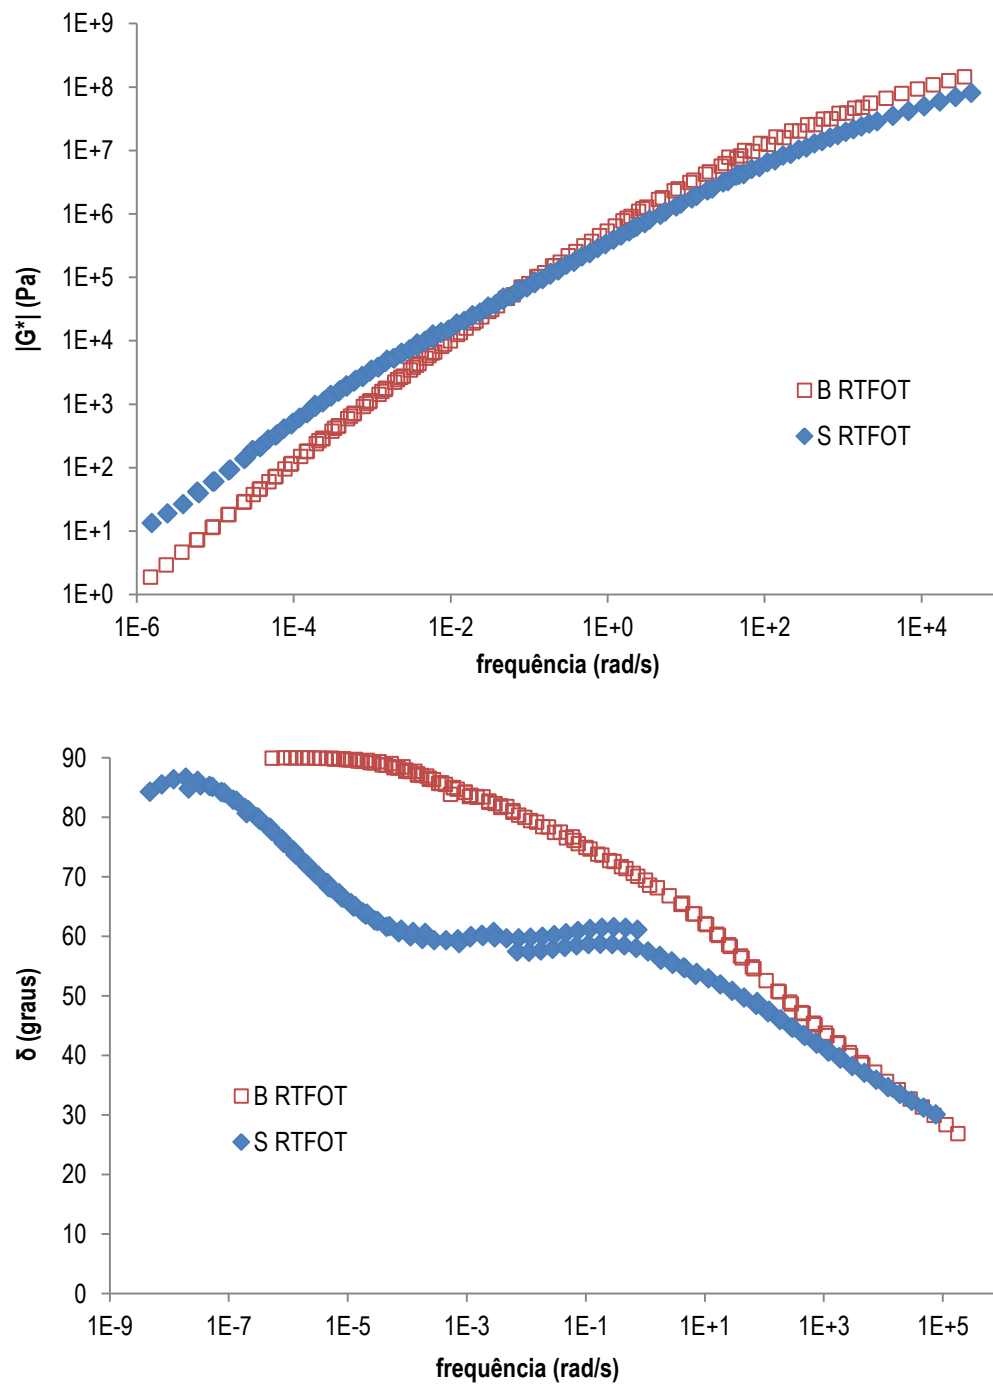 1E+9
1E+8
1E+7
1E+6
1E+5
1E+4
1E+3
1E+2
1E+1
1E+0
|G*| (Pa)
B RTFOT
S RTFOT
1E-6 1E-4 1E-2 1E+0 1E+2 1E+4
frequência (rad/s)
90
80
70
60
50
40
30
20
10
0
δ (graus)
B RTFOT
S RTFOT
1E-9 1E-7 1E-5 1E-3 1E-1 1E+1 1E+3 1E+5
frequência (rad/s)